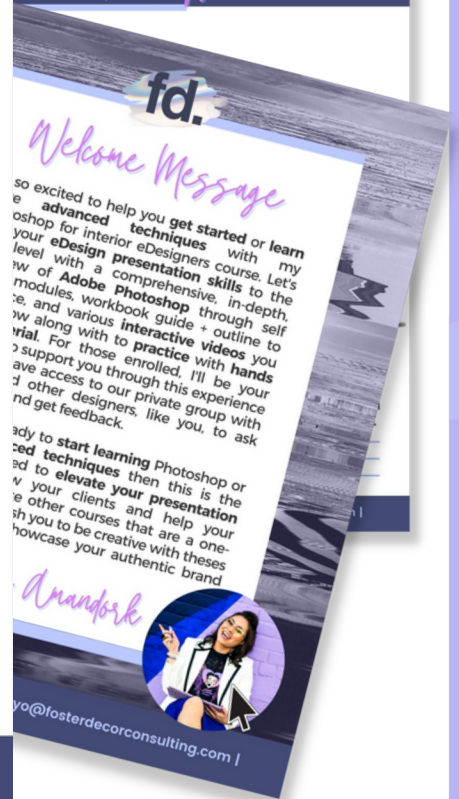 fd.
Welcome Message
so excited to help you get started or learn
advanced techniques with my
oshop for interior eDesigners course. Let's
your eDesign presentation skills to the
level with a comprehensive, in-depth,
ew of Adobe Photoshop through self
modules, workbook guide + outline to
ce, and various interactive videos you
ow along with to practice with hands
erial. For those enrolled, I'll be your
o support you through this experience
ave access to our private group with
d other designers, like you, to ask
nd get feedback.
ady to start learning Photoshop or
ced techniques then this is the
ed to elevate your presentation
w your clients and help your
e other courses that are a one-
sh you to be creative with theses
howcase your authentic brand
Amandork
yo@fosterdecorconsulting.com |